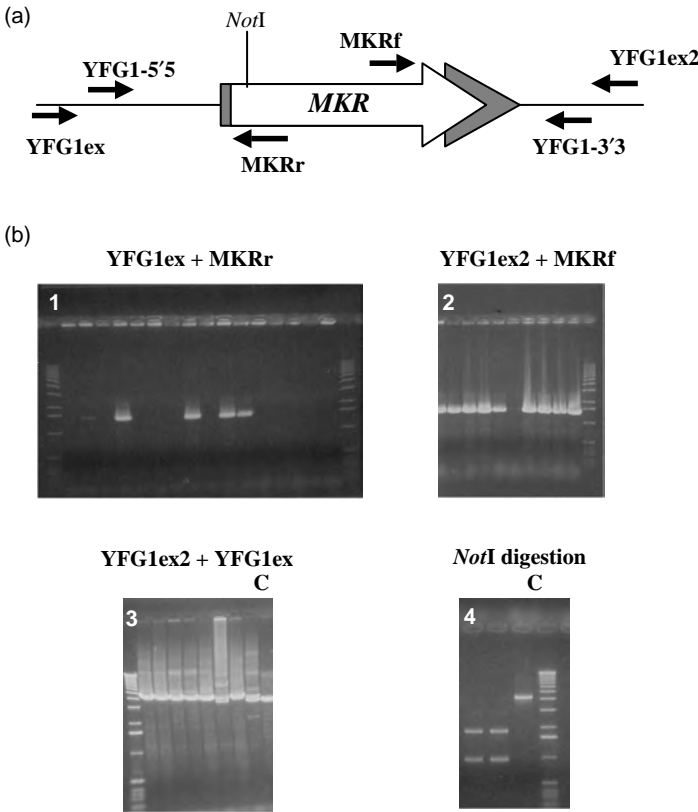 (a)
NotI
MKRf
YFG1ex2
YFG1-5′5
MKR
YFG1ex
MKRr
YFG1-3′3
(b)
YFG1ex + MKRr
YFG1ex2 + MKRf
1
2
YFG1ex2 + YFG1ex
C
NotI digestion
C
3
4